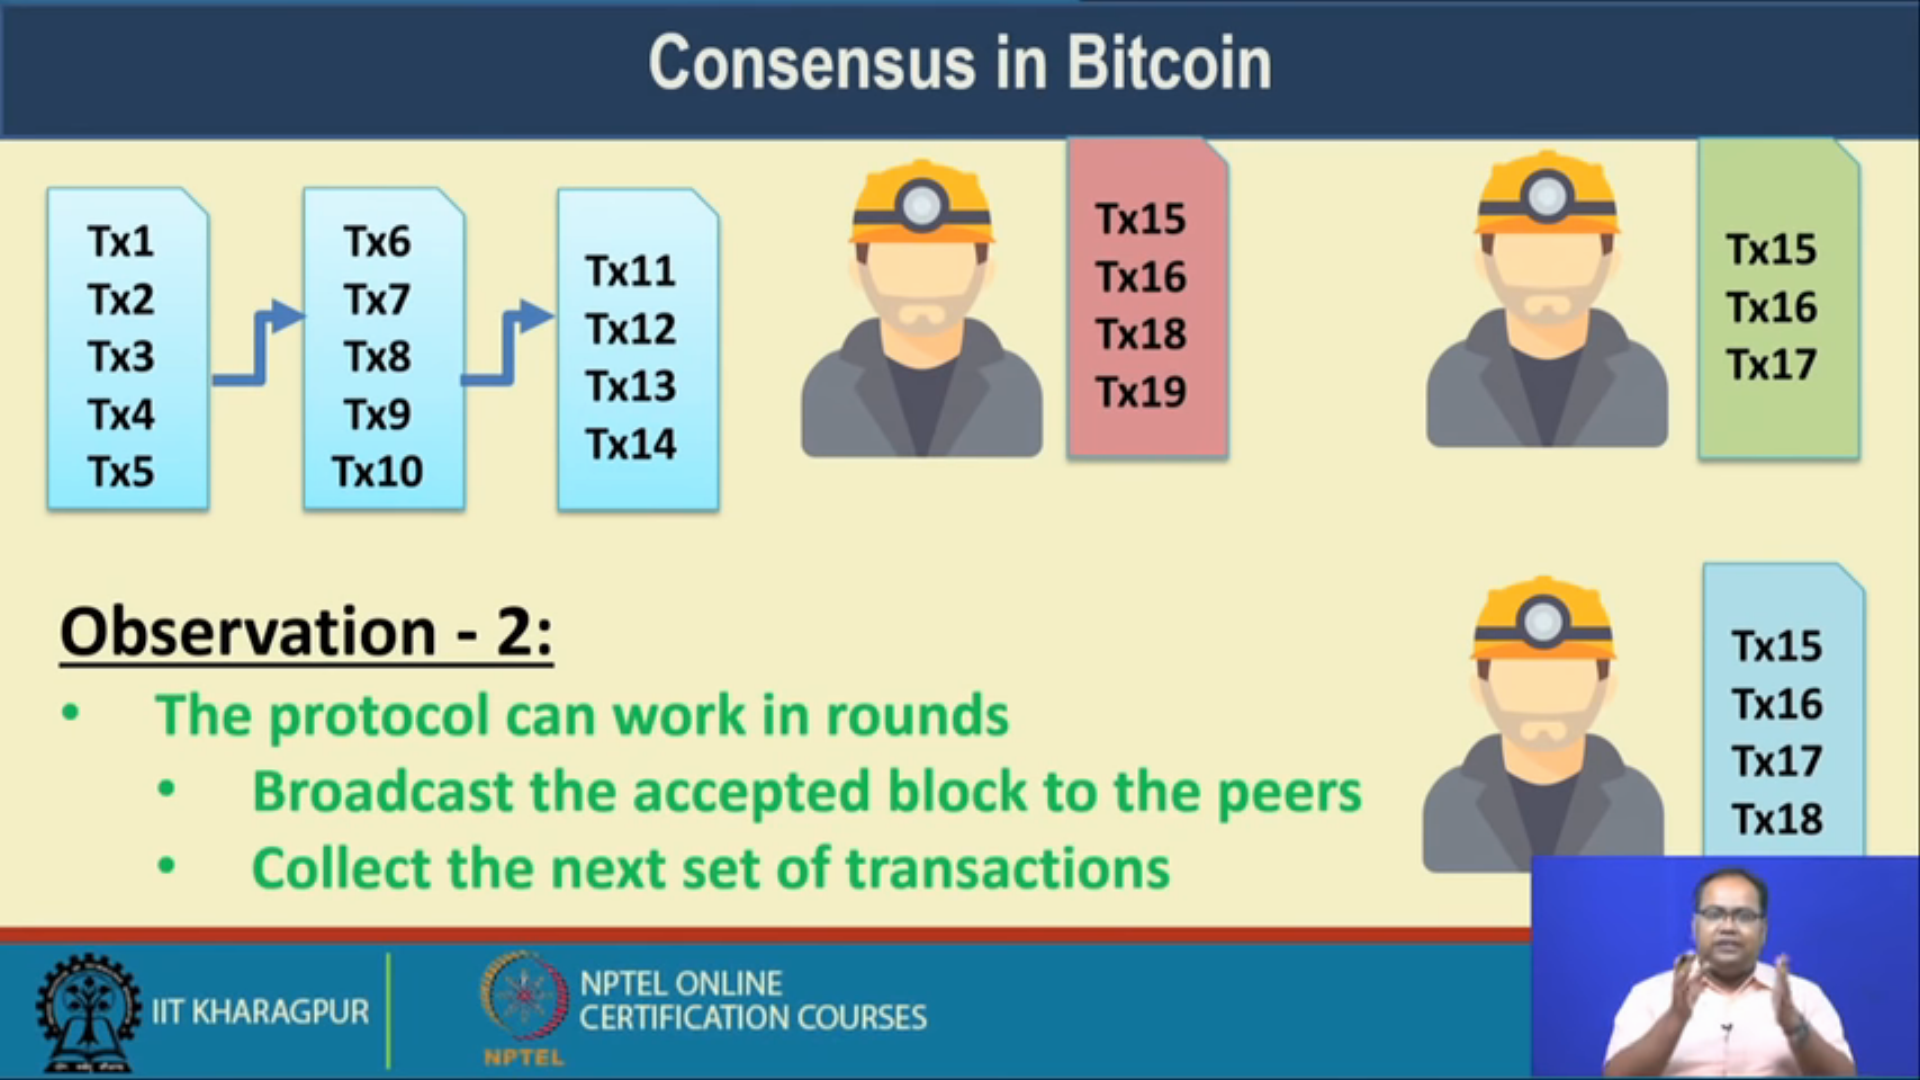 Consensus in Bitcoin
Tx1
Tx2
Tx3
Tx4
Tx5
Tx6
Tx7
Tx8
Tx9
Tx10
Tx11
Tx12
Tx13
Tx14
Tx15
Tx16
Tx18
Tx19
Tx15
Tx16
Tx17
Tx15
Tx16
Tx17
Tx18
Observation - 2:
• The protocol can work in rounds
• Broadcast the accepted block to the peers
• Collect the next set of transactions
IIT KHARAGPUR
NPTEL
NPTEL ONLINE
CERTIFICATION COURSES